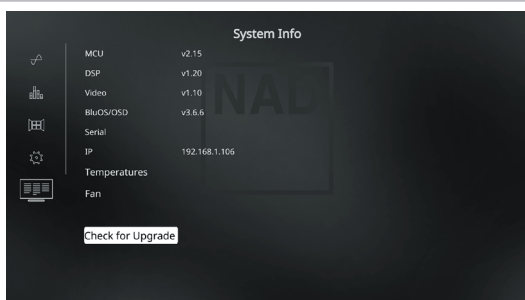 System Info
MCU v2.15
DSP v1.20
Video v1.10
BluOS/OSD v3.6.6
Serial
IP 192.168.1.106
Temperatures
Fan
Check for Upgrade
NAD